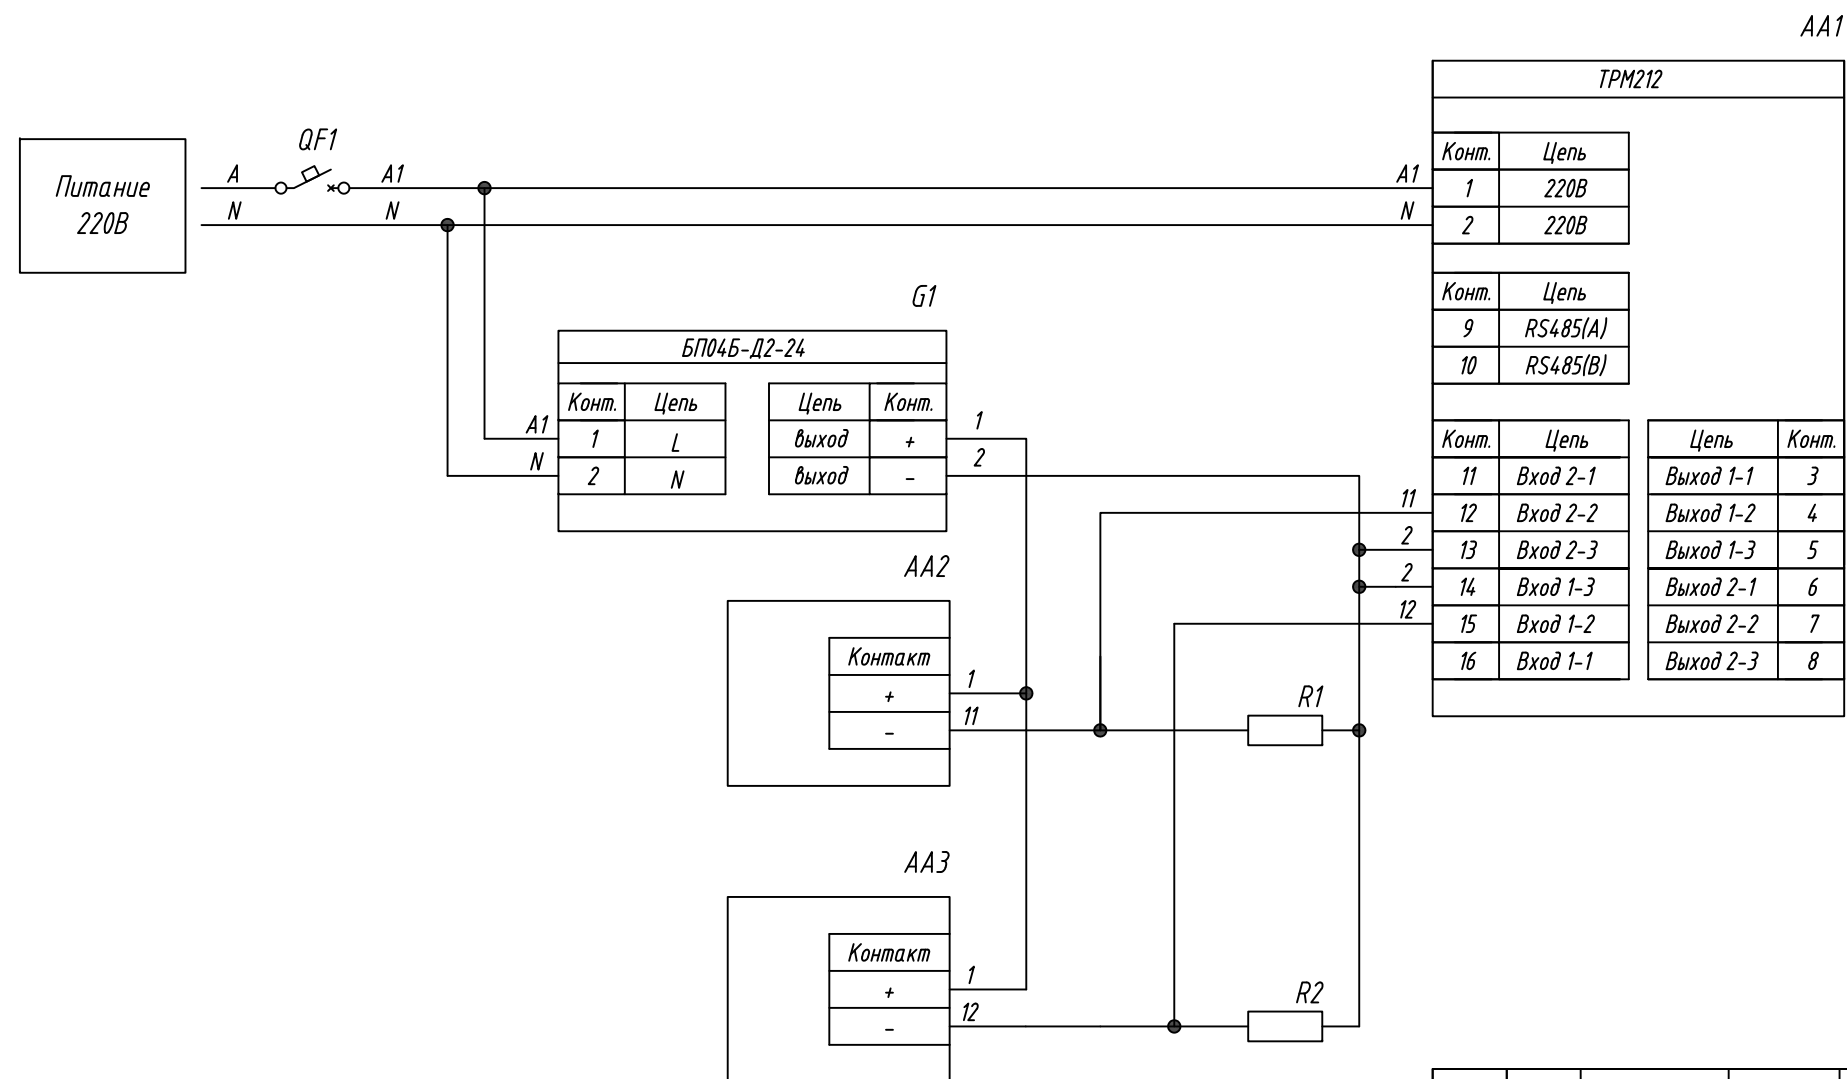 AA1
ТРМ212
QF1
Питание
220В
A
A1
A1
N
N
N
Конт. Цепь
1 220В
2 220В
Конт. Цепь
9 RS485(A)
10 RS485(B)
G1
БП04Б-Д2-24
Конт. Цепь Цепь Конт.
A1 1 L выход + 1
N 2 N выход - 2
Конт. Цепь Цепь Конт.
11 Вход 2-1 Выход 1-1 3
11 12 Вход 2-2 Выход 1-2 4
2 13 Вход 2-3 Выход 1-3 5
2 14 Вход 1-3 Выход 2-1 6
12 15 Вход 1-2 Выход 2-2 7
16 Вход 1-1 Выход 2-3 8
AA2
Контакт
+ 1
- 11
R1
AA3
Контакт
+ 1
- 12
R2